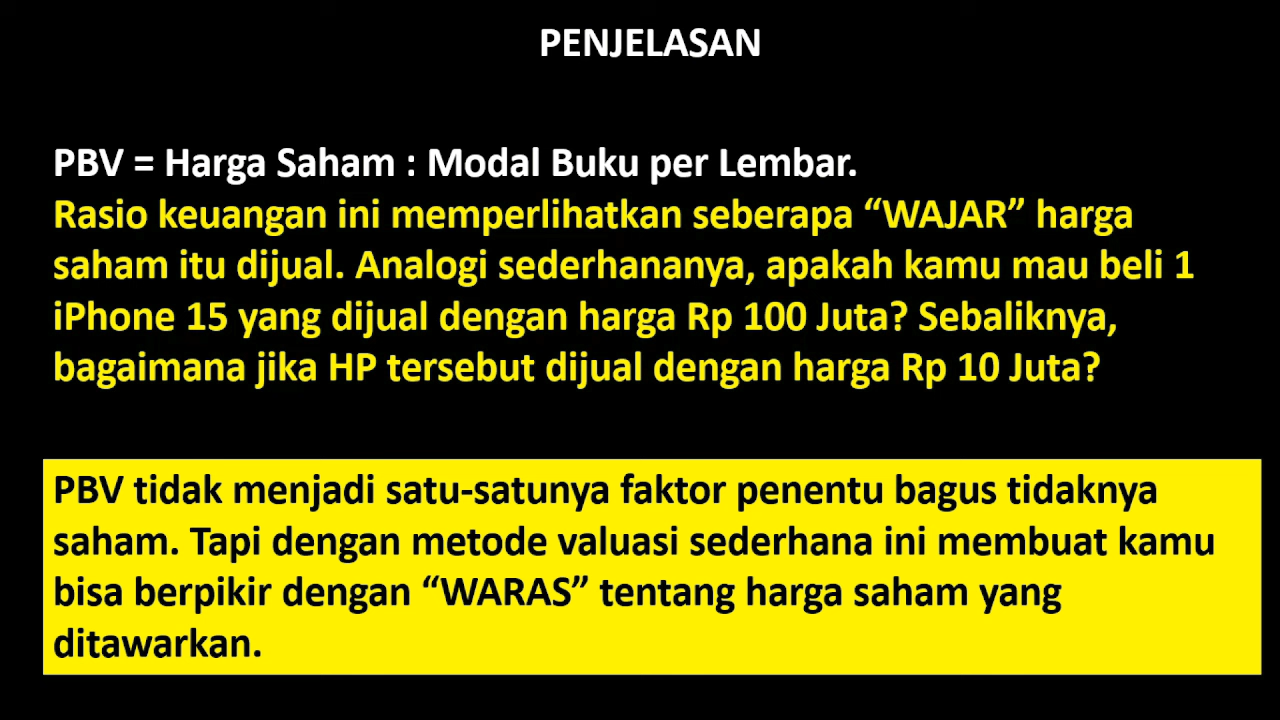 PENJELASAN
PBV = Harga Saham : Modal Buku per Lembar.
Rasio keuangan ini memperlihatkan seberapa “WAJAR” harga
saham itu dijual. Analogi sederhananya, apakah kamu mau beli 1
iPhone 15 yang dijual dengan harga Rp 100 Juta? Sebaliknya,
bagaimana jika HP tersebut dijual dengan harga Rp 10 Juta?
PBV tidak menjadi satu-satunya faktor penentu bagus tidaknya
saham. Tapi dengan metode valuasi sederhana ini membuat kamu
bisa berpikir dengan “WARAS” tentang harga saham yang
ditawarkan.